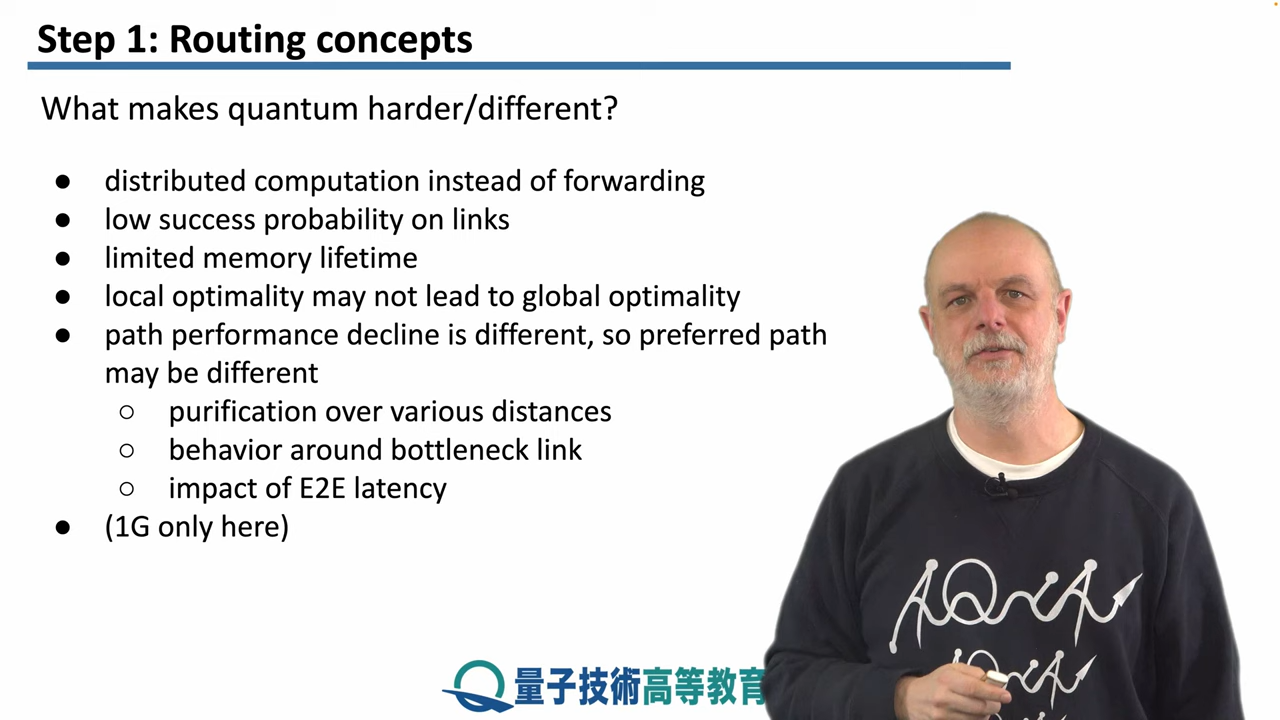 Step 1: Routing concepts
What makes quantum harder/different?
● distributed computation instead of forwarding
● low success probability on links
● limited memory lifetime
● local optimality may not lead to global optimality
● path performance decline is different, so preferred path
may be different
○ purification over various distances
○ behavior around bottleneck link
○ impact of E2E latency
● (1G only here)
量子技術高等教育